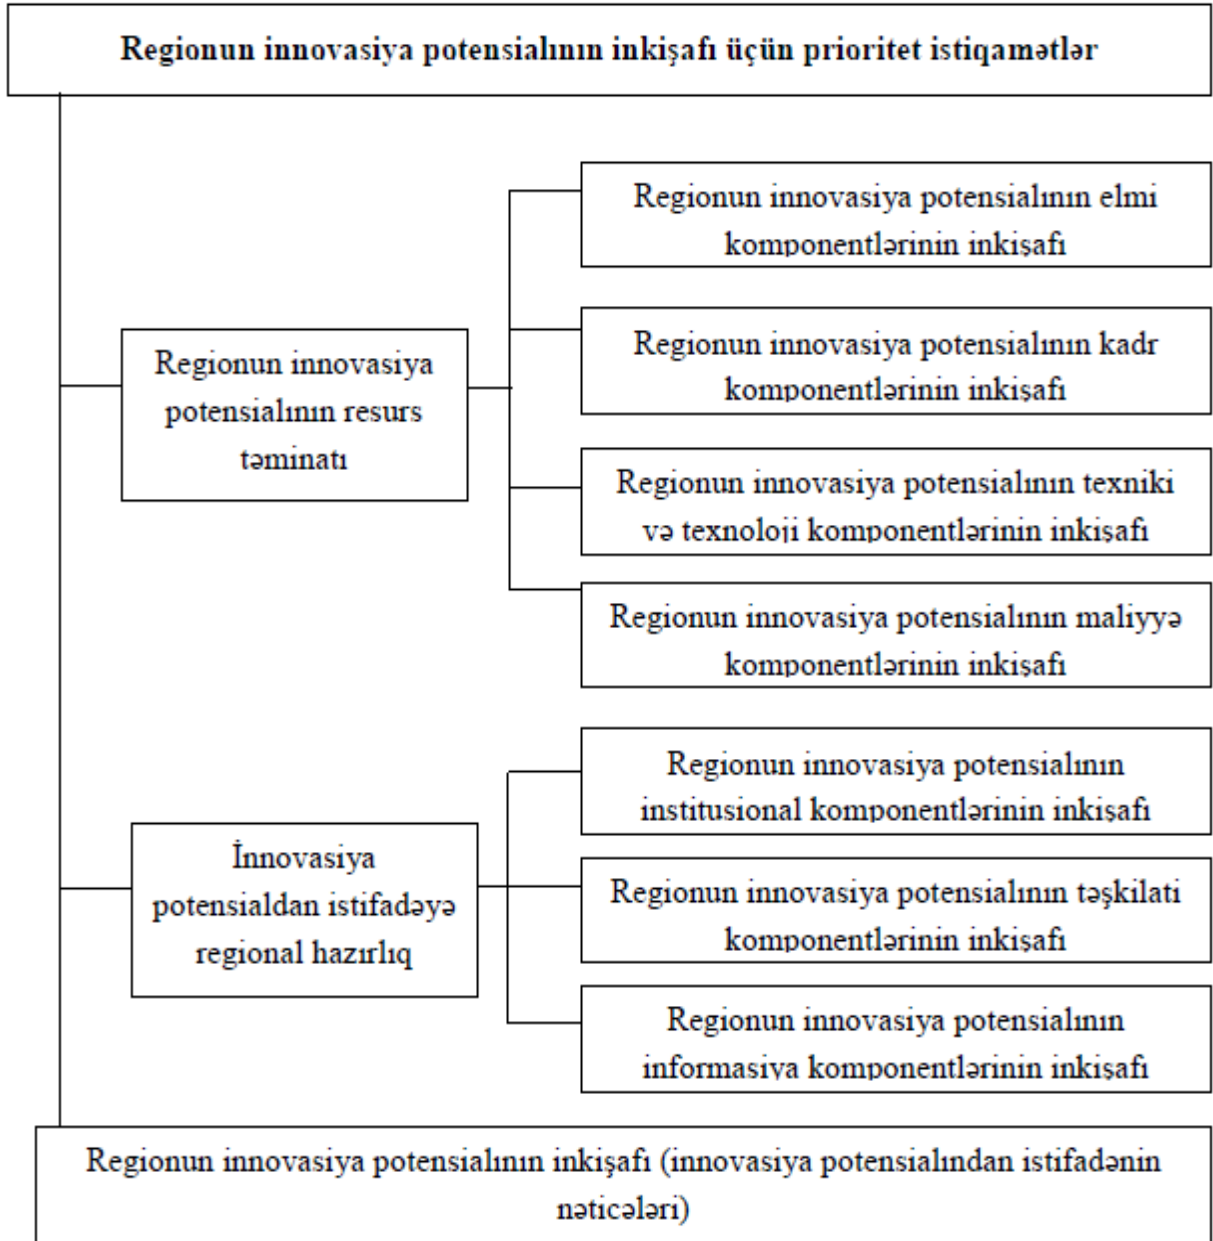 Regionun innovasiya potensialının inkişafı üçün prioritet istiqamətlər
Regionun innovasiya potensialının elmi
komponentlərinin inkişafı
Regionun innovasiya potensialının kadr
komponentlərinin inkişafı
Regionun innovasiya
potensialının resurs
təminatı
Regionun innovasiya potensialının texniki
və texnoloji komponentlərinin inkişafı
Regionun innovasiya potensialının maliyyə
komponentlərinin inkişafı
Regionun innovasiya potensialının
institusional komponentlərinin inkişafı
İnnovasiya
potensialdan istifadəyə
regional hazırlıq
Regionun innovasiya potensialının təşkilati
komponentlərinin inkişafı
Regionun innovasiya potensialının
informasiya komponentlərinin inkişafı
Regionun innovasiya potensialının inkişafı (innovasiya potensialından istifadənin
nəticələri)